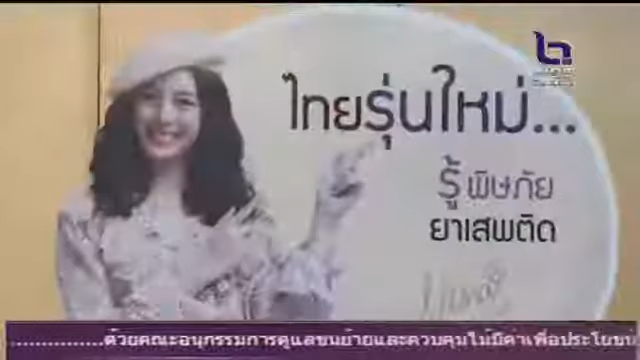 ไทยรุ่นใหม่...
รู้พิษภัย
ยาเสพติด
...............ด้วยคณะอนุกรรมการดูแลขนย้ายและควบคุมไม้มีค่าเพื่อประโยชน์